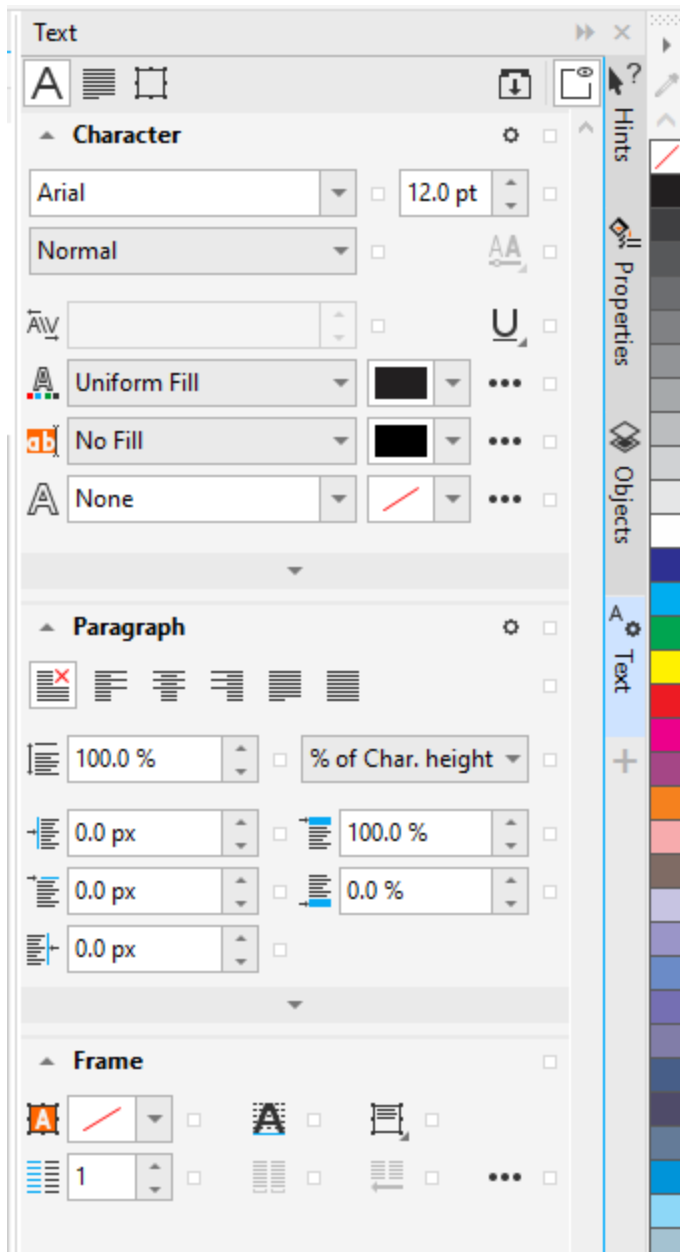 Text
Character
Arial
12.0 pt
Normal
Uniform Fill
ab
No Fill
None
Paragraph
100.0 %
% of Char. height
0.0 px
100.0 %
0.0 px
0.0 %
0.0 px
Frame
A
1
Hints
Properties
Objects
Text